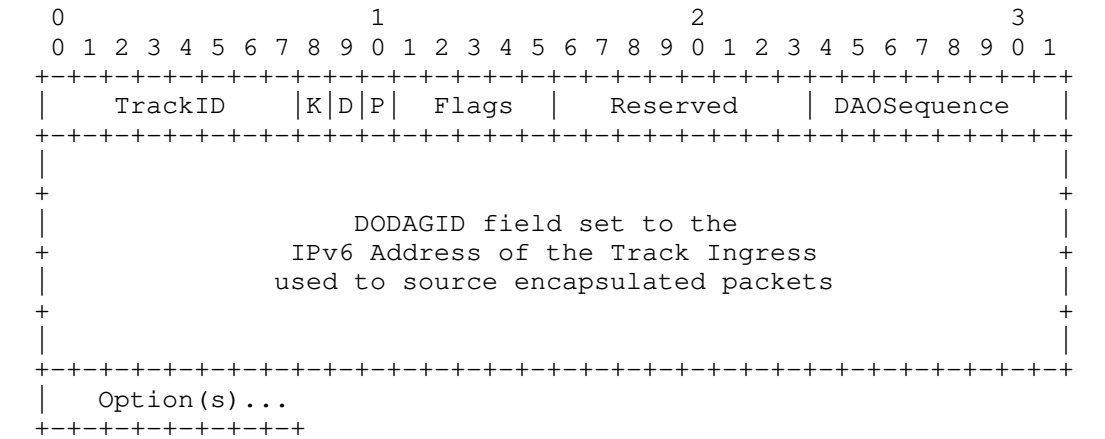 0                   1                   2                   3
 0 1 2 3 4 5 6 7 8 9 0 1 2 3 4 5 6 7 8 9 0 1 2 3 4 5 6 7 8 9 0 1
+-+-+-+-+-+-+-+-+-+-+-+-+-+-+-+-+-+-+-+-+-+-+-+-+-+-+-+-+-+-+-+-+
|    TrackID    |K|D|P|  Flags  |   Reserved    | DAOSequence   |
+-+-+-+-+-+-+-+-+-+-+-+-+-+-+-+-+-+-+-+-+-+-+-+-+-+-+-+-+-+-+-+-+
|                                                               |
+                                                               +
|                   DODAGID field set to the                    |
+               IPv6 Address of the Track Ingress               +
|              used to source encapsulated packets              |
+                                                               +
|                                                               |
+-+-+-+-+-+-+-+-+-+-+-+-+-+-+-+-+-+-+-+-+-+-+-+-+-+-+-+-+-+-+-+-+
|   Option(s)...
+-+-+-+-+-+-+-+-+